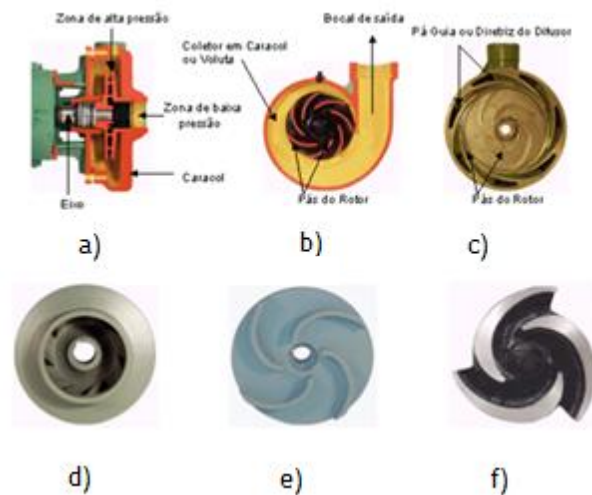 Zona de alta pressão
Zona de baixa
pressão
Caracol
Eixo
a)
Coletor em Caracol
ou Voluta
Bocal de saída
Pás do Rotor
b)
Pá Guia ou Diretriz do Difusor
Pás do Rotor
c)
d)
e)
f)